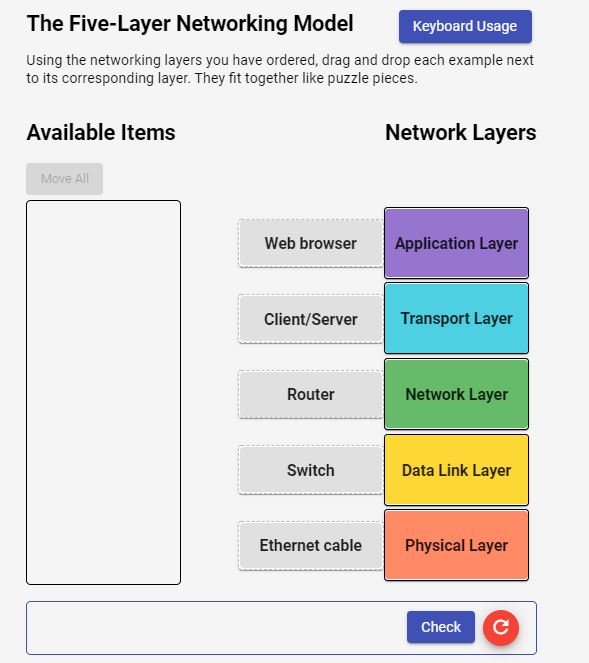 The Five-Layer Networking Model
Keyboard Usage
Using the networking layers you have ordered, drag and drop each example next
to its corresponding layer. They fit together like puzzle pieces.
Available Items
Network Layers
Move All
Web browser
Application Layer
Client/Server
Transport Layer
Router
Network Layer
Switch
Data Link Layer
Ethernet cable
Physical Layer
Check